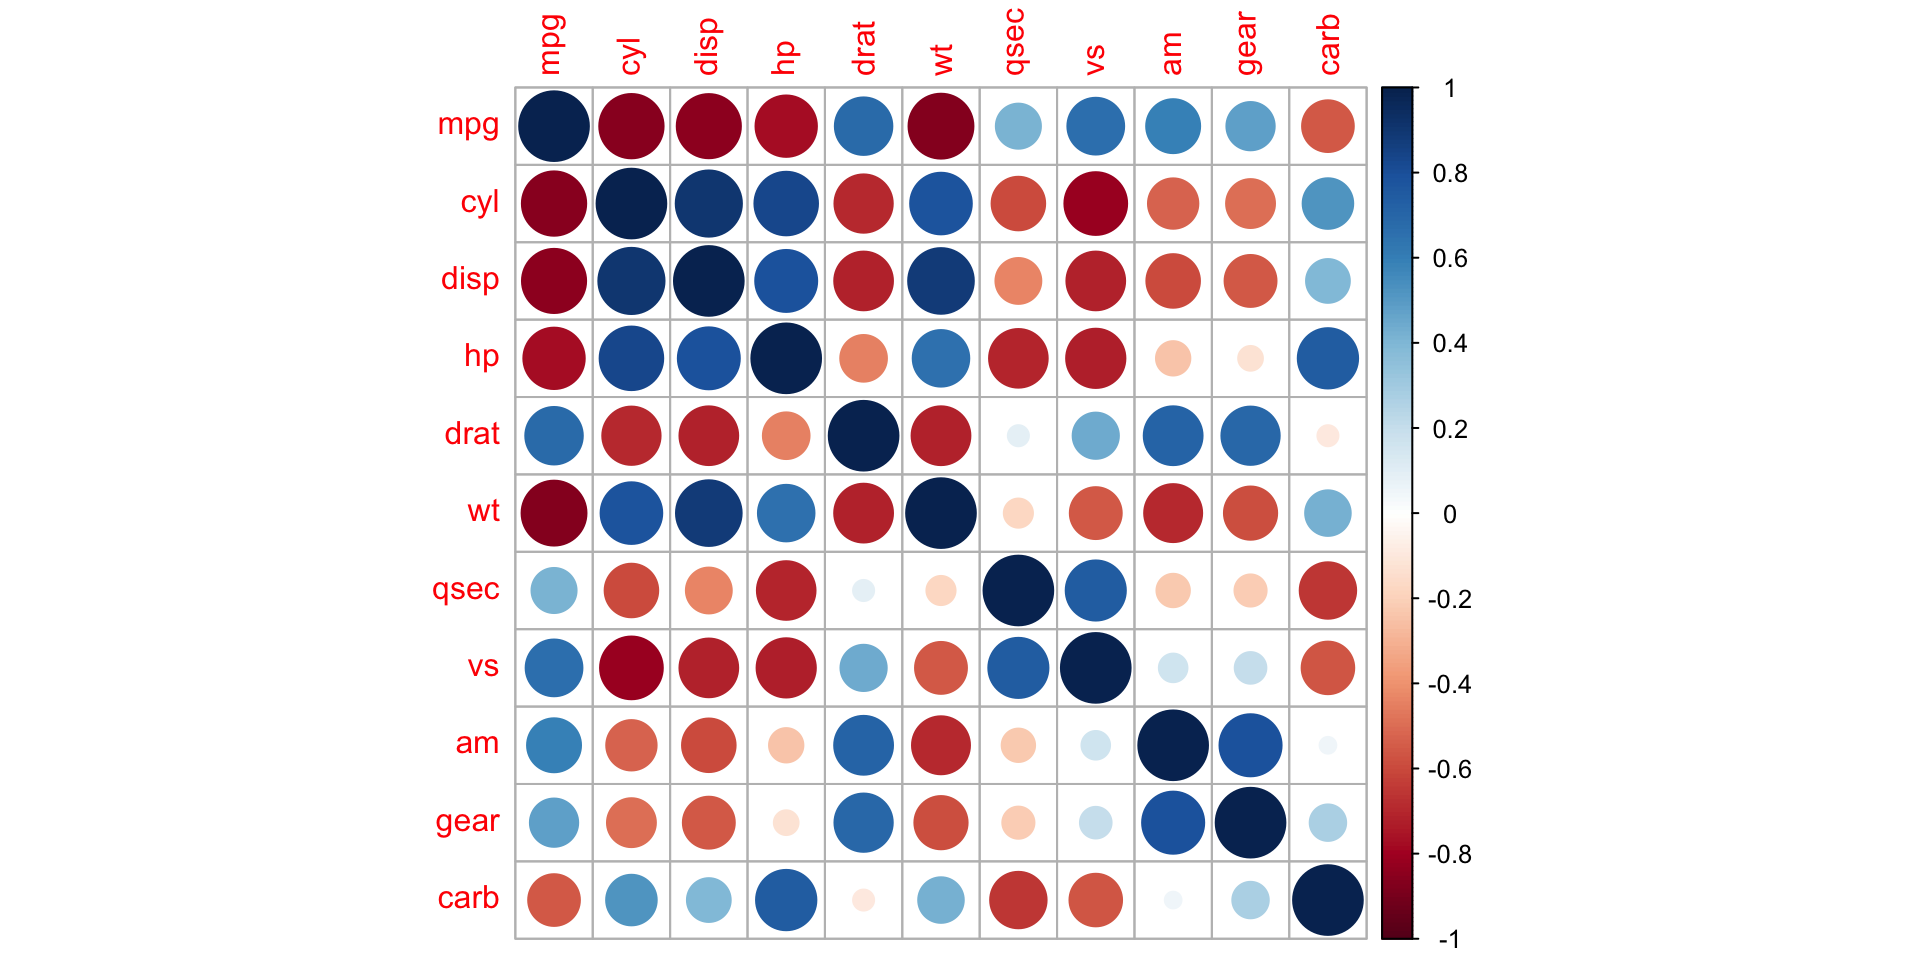 mpg cyl disp hp drat wt qsec vs am gear carb
mpg
cyl
disp
hp
drat
wt
qsec
vs
am
gear
carb
1
0.8
0.6
0.4
0.2
0
-0.2
-0.4
-0.6
-0.8
-1